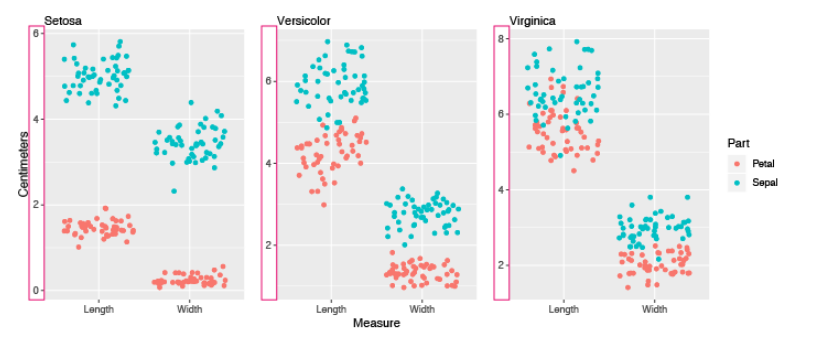 Setosa
Versicolor
Virginica
6
4
2
0
6
4
2
8
6
4
2
Centimeters
Length
Width
Length
Width
Length
Width
Measure
Part
Petal
Sepal